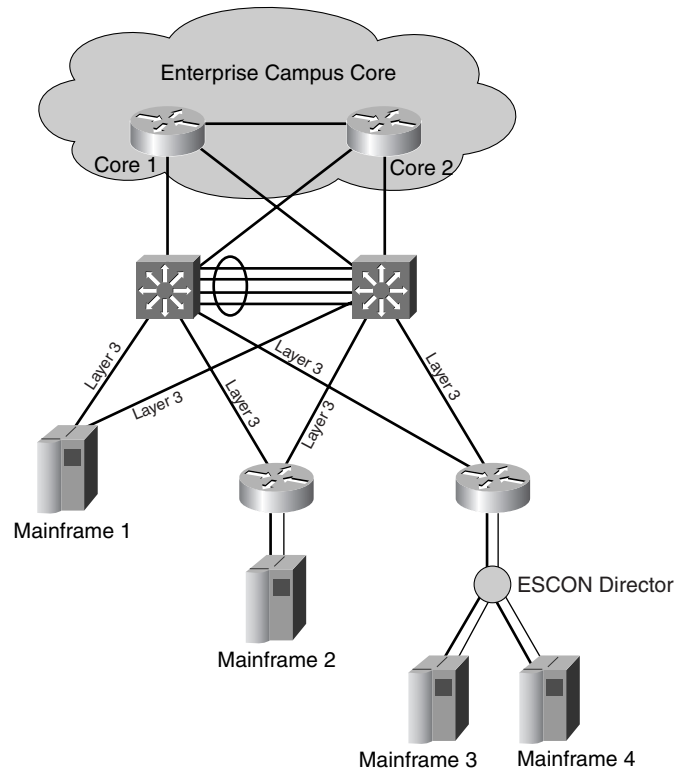 Enterprise Campus Core
Core 1
Core 2
Layer 3
Layer 3
Layer 3
Layer 3
Layer 3
Layer 3
Mainframe 1
ESCON Director
Mainframe 2
Mainframe 3
Mainframe 4